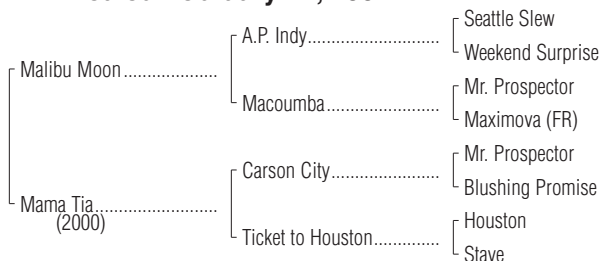 Seattle Slew
A.P. Indy
Weekend Surprise
Malibu Moon
Mr. Prospector
Macoumba
Maximova (FR)
Mr. Prospector
Carson City
Blushing Promise
Mama Tia
(2000)
Houston
Ticket to Houston
Stave